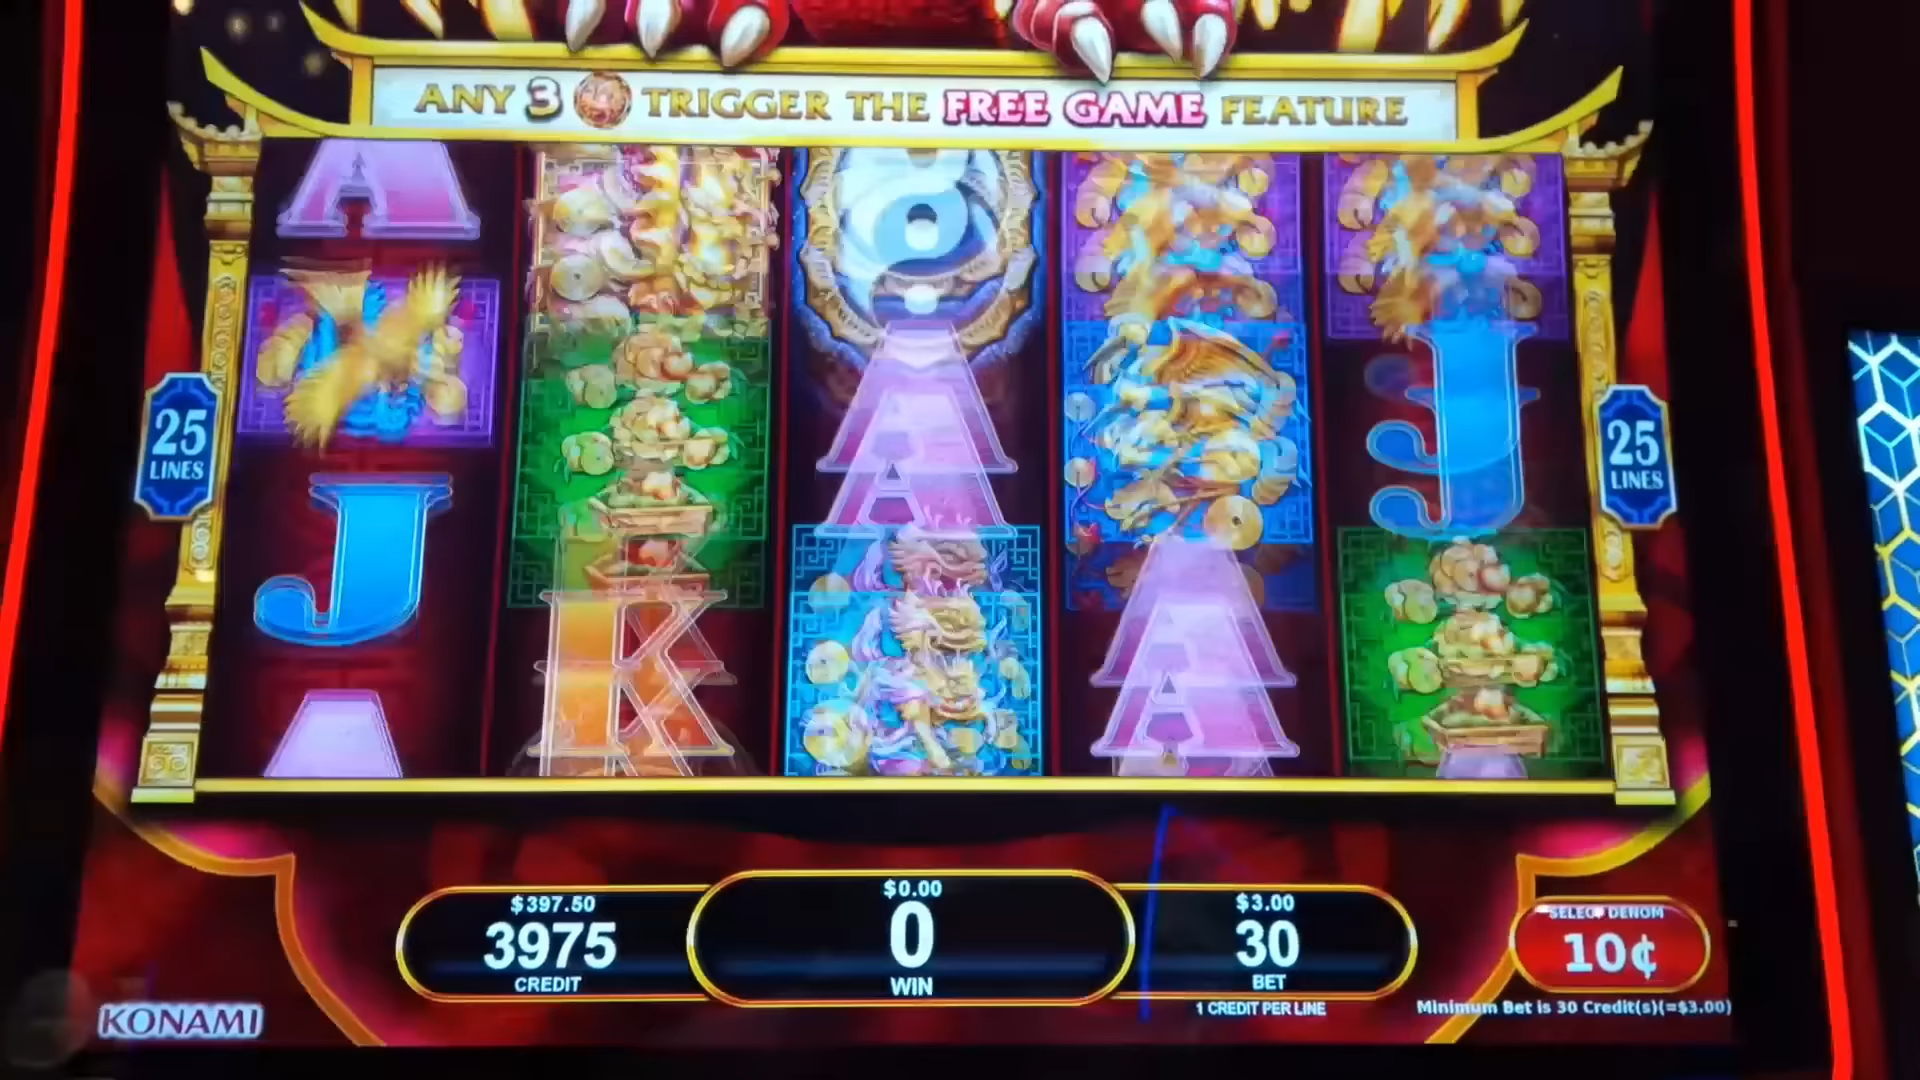 ANY 3 TRIGGER THE FREE GAME FEATURE
A
J
A
K
A
A
A
A
J
J
25
LINES
25
LINES
$397.50
3975
CREDIT
$0.00
0
WIN
$3.00
30
BET
1 CREDIT PER LINE
SELECT DENOM
10¢
Minimum Bet is 30 Credit(s)(=$3.00)
KONAMI